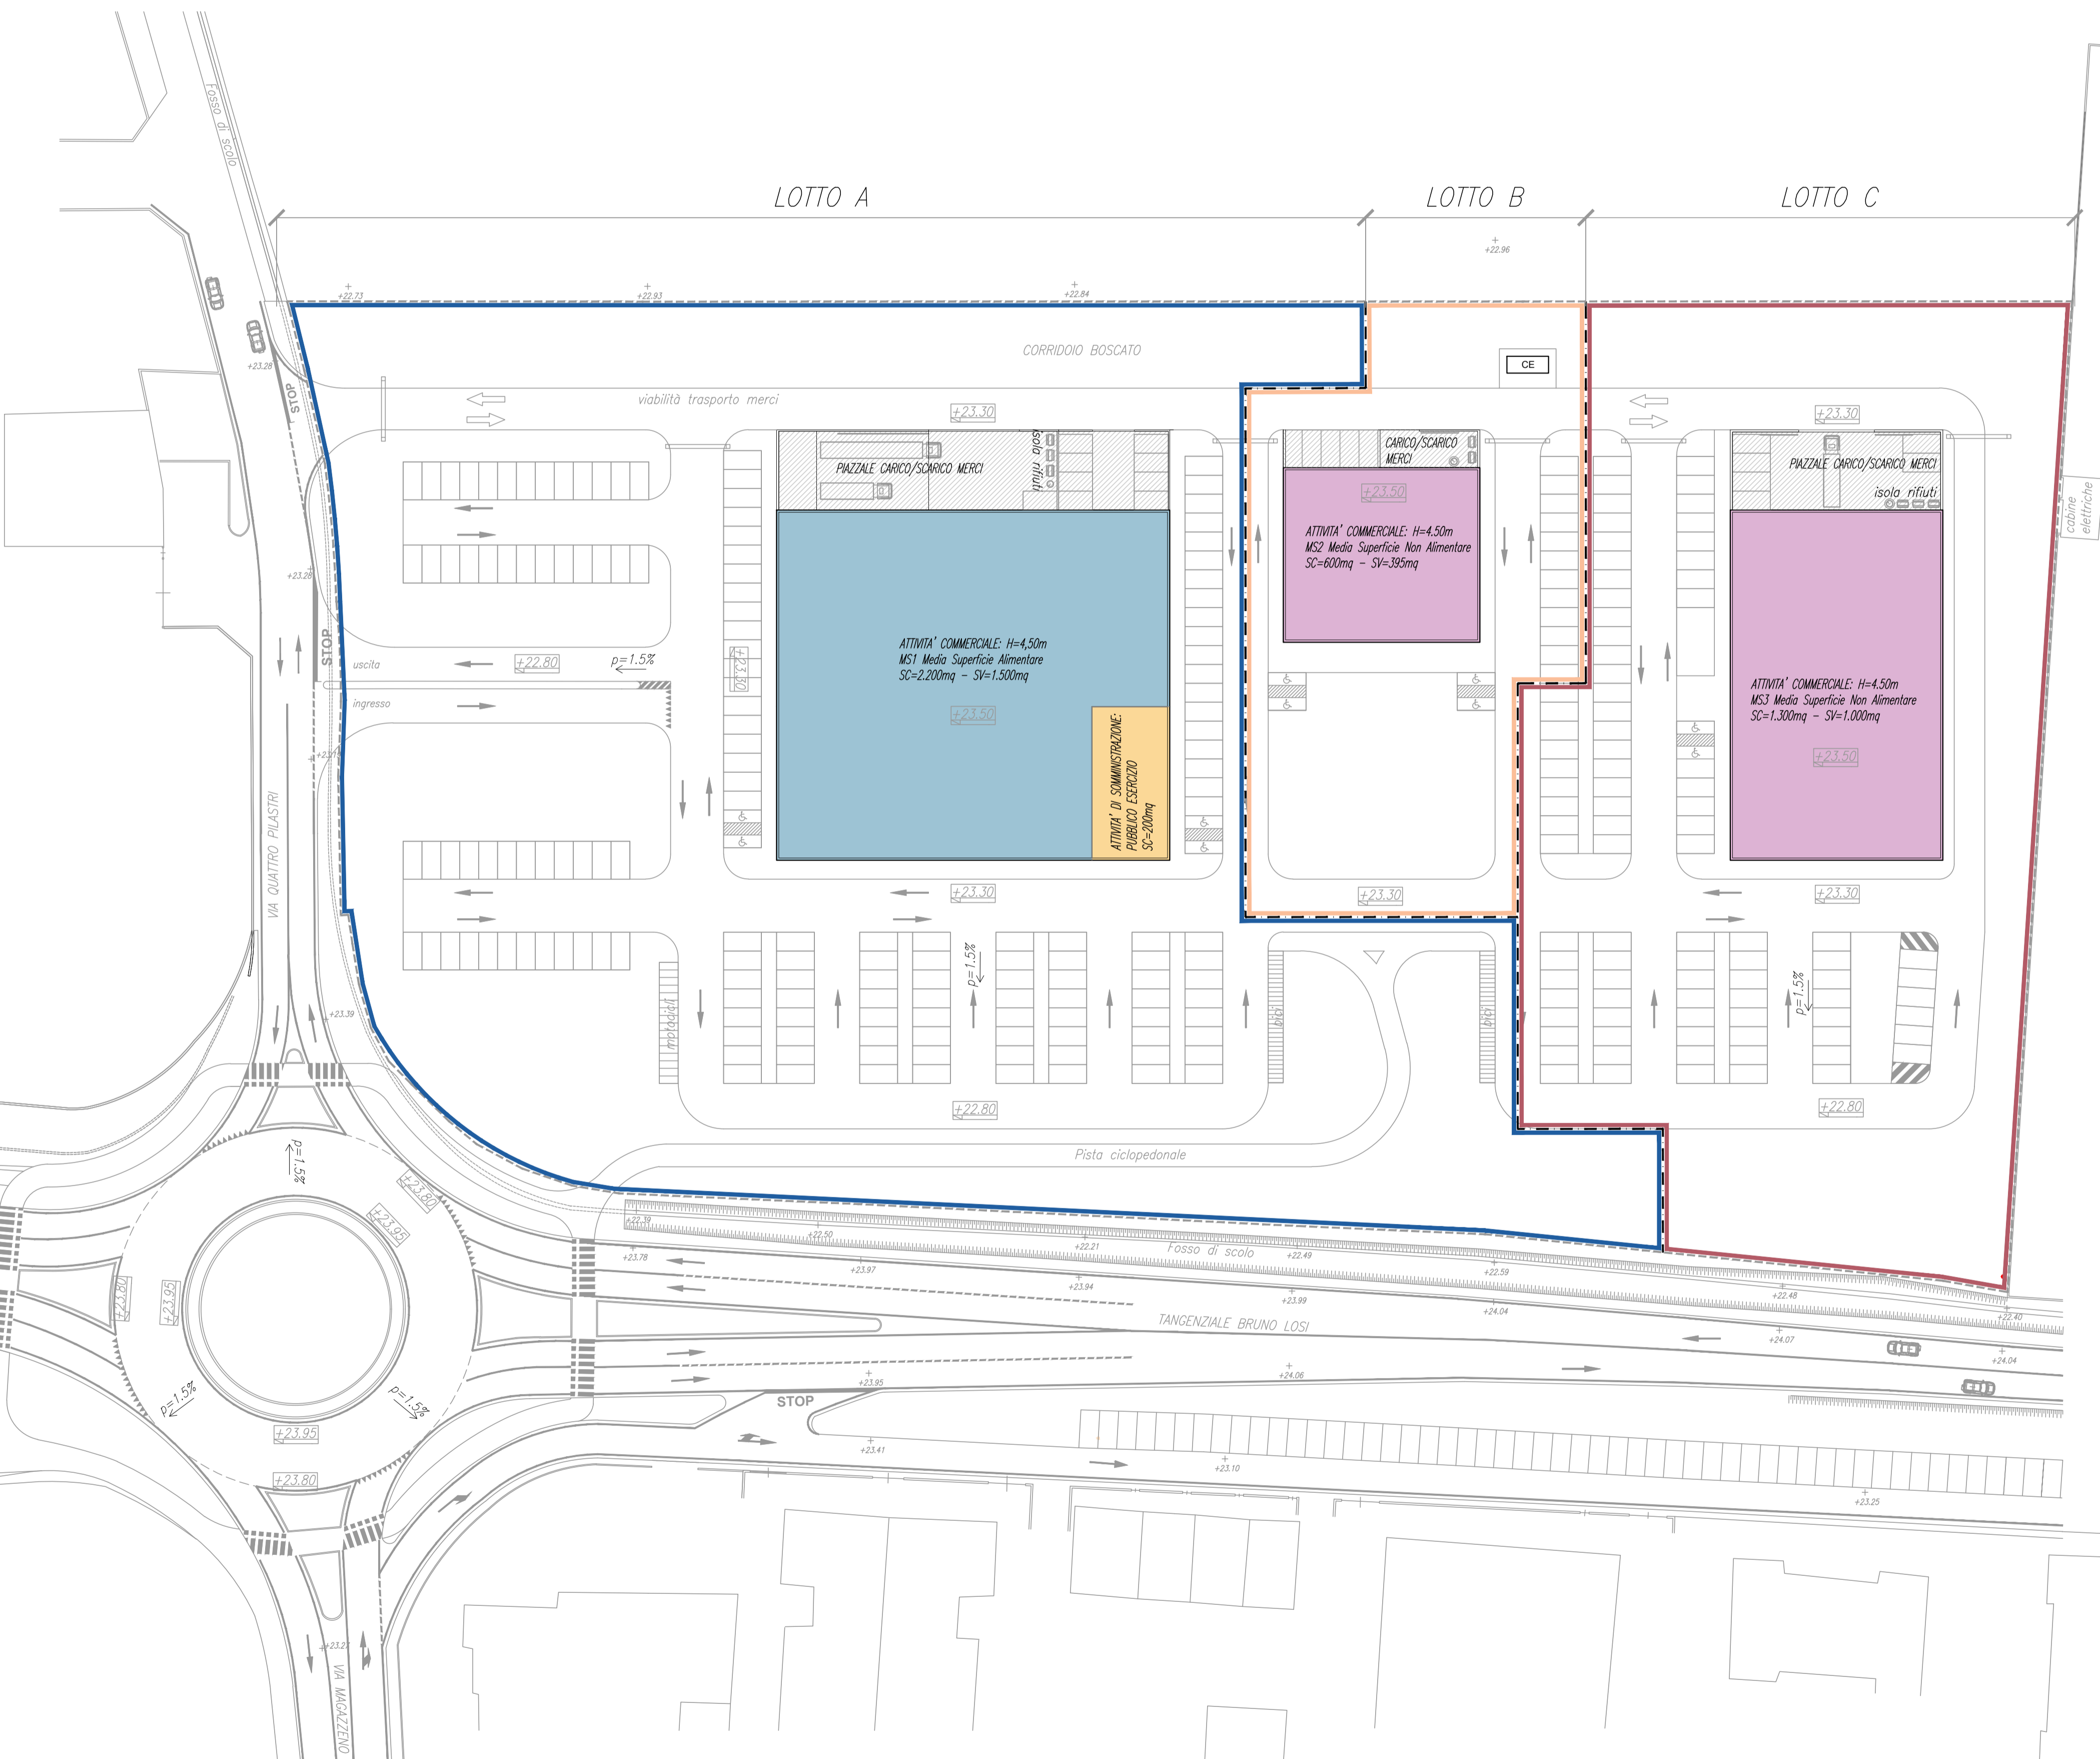 Fosso di scolo
LOTTO A
LOTTO B
LOTTO C
+22.96
+22.73
+22.93
+22.84
CORRIDOIO BOSCATO
CE
+23.28
STOP
viabilità trasporto merci
+23.30
+23.30
isola rifiuti
PIAZZALE CARICO/SCARICO MERCI
CARICO/SCARICO
MERCI
PIAZZALE CARICO/SCARICO MERCI
isola rifiuti
cabine
elettriche
+23.50
ATTIVITA' COMMERCIALE: H=4.50m
MS2 Media Superficie Non Alimentare
SC=600mq - SV=395mq
+23.28
STOP
uscita
+22.80
p=1.5%
ingresso
+23.30
ATTIVITA' COMMERCIALE: H=4,50m
MS1 Media Superficie Alimentare
SC=2.200mq - SV=1.500mq
+23.50
ATTIVITA' DI SOMMINISTRAZIONE:
PUBBLICO ESERCIZIO
SC=200mq
ATTIVITA' COMMERCIALE: H=4.50m
MS3 Media Superficie Non Alimentare
SC=1.300mq - SV=1.000mq
+23.50
VIA QUATTRO PILASTRI
+23.30
+23.30
+23.30
p=1.5%
p=1.5%
motocicli
bici
bici
+23.39
+22.80
+22.80
Pista ciclopedonale
p=1.5%
+23.80
+23.95
+22.39
+22.50
+22.21
+22.49
+22.59
+22.48
+22.40
Fosso di scolo
+23.78
+23.97
+23.94
+23.99
+24.04
+24.07
+24.04
TANGENZIALE BRUNO LOSI
+23.80
+23.95
p=1.5%
p=1.5%
+23.95
+23.80
+23.95
+24.06
STOP
+23.41
+23.10
+23.25
+23.27
VIA MAGAZZENO